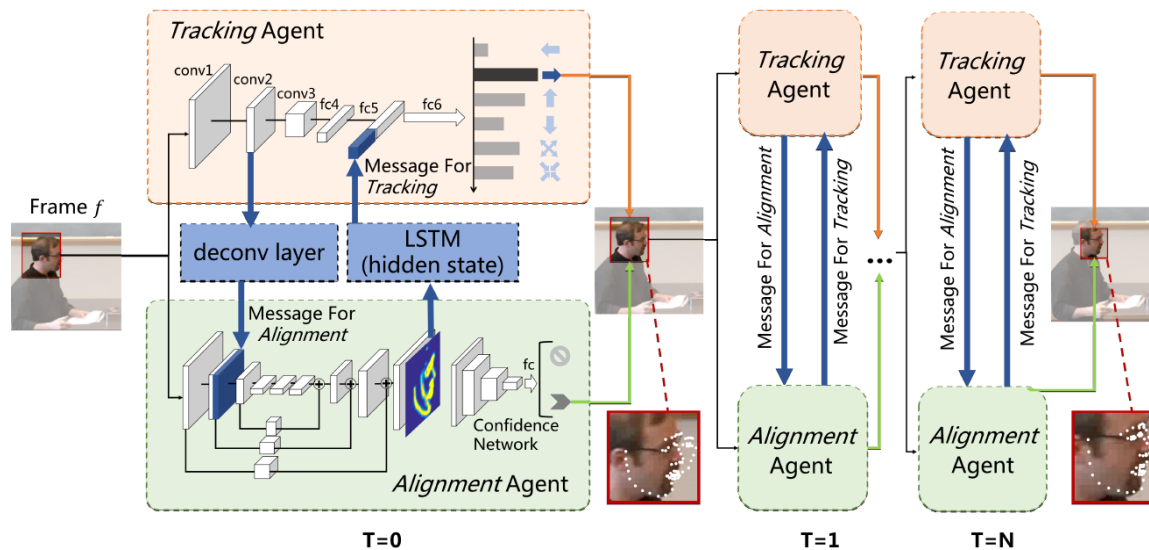 Tracking Agent
conv1
conv2
conv3
fc4
fc5
fc6
Message For
Tracking
Frame f
deconv layer
LSTM
(hidden state)
Message For
Alignment
fc
Confidence
Network
Alignment Agent
T=0
Tracking
Agent
Message For Alignment
Message For Tracking
Alignment
Agent
T=1
...
Tracking
Agent
Message For Alignment
Message For Tracking
Alignment
Agent
T=N